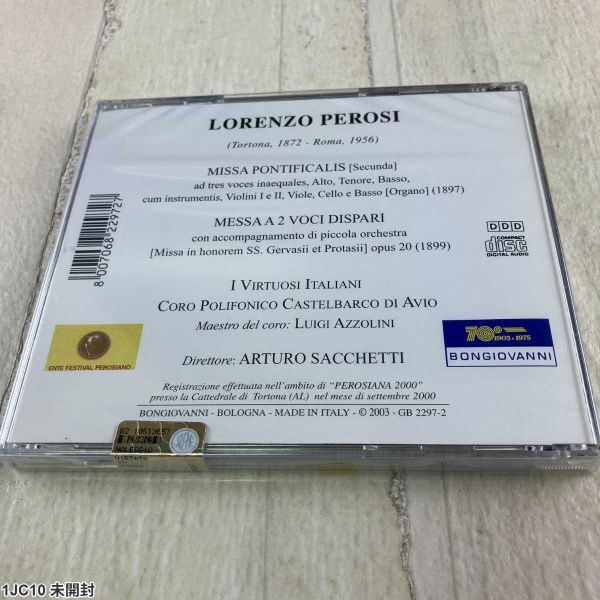 LORENZO PEROSI
(Tortona, 1872 - Roma, 1956)
MISSA PONTIFICALIS [Secunda]
ad tres voces inaequales, Alto, Tenore, Basso,
cum instrumentis, Violini I e II, Viole, Cello e Basso [Organo] (1897)
MESSA A 2 VOCI DISPARI
con accompagnamento di piccola orchestra
[Missa in honorem SS. Gervasii et Protasii] opus 20 (1899)
8 007068 229727
DDD
COMPACT
disc
DIGITAL AUDIO
I VIRTUOSI ITALIANI
CORO POLIFONICO CASTELBARCO DI AVIO
Maestro del coro: LUIGI AZZOLINI
Direttore: ARTURO SACCHETTI
ENTE FESTIVAL PEROSIANO
70°
1905-1975
BONGIOVANNI
Registrazione effettuata nell'ambito di "PEROSIANA 2000"
presso la Cattedrale di Tortona (AL) nel mese di settembre 2000
BONGIOVANNI - BOLOGNA - MADE IN ITALY - © 2003 - GB 2297-2
NOLEGGIO
VIETATO
SIAE
1JC10 未開封